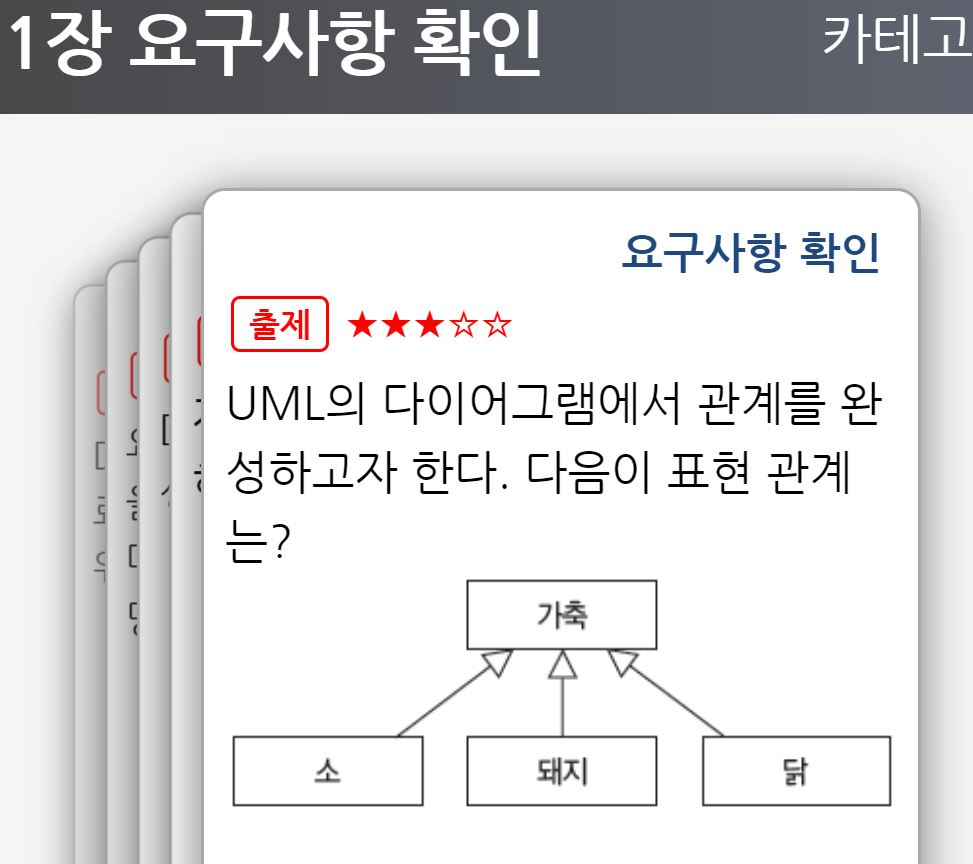 1장 요구사항 확인
카테고
요구사항 확인
출제 ★★★☆☆
UML의 다이어그램에서 관계를 완
성하고자 한다. 다음이 표현 관계
는?
가축
소 돼지 닭